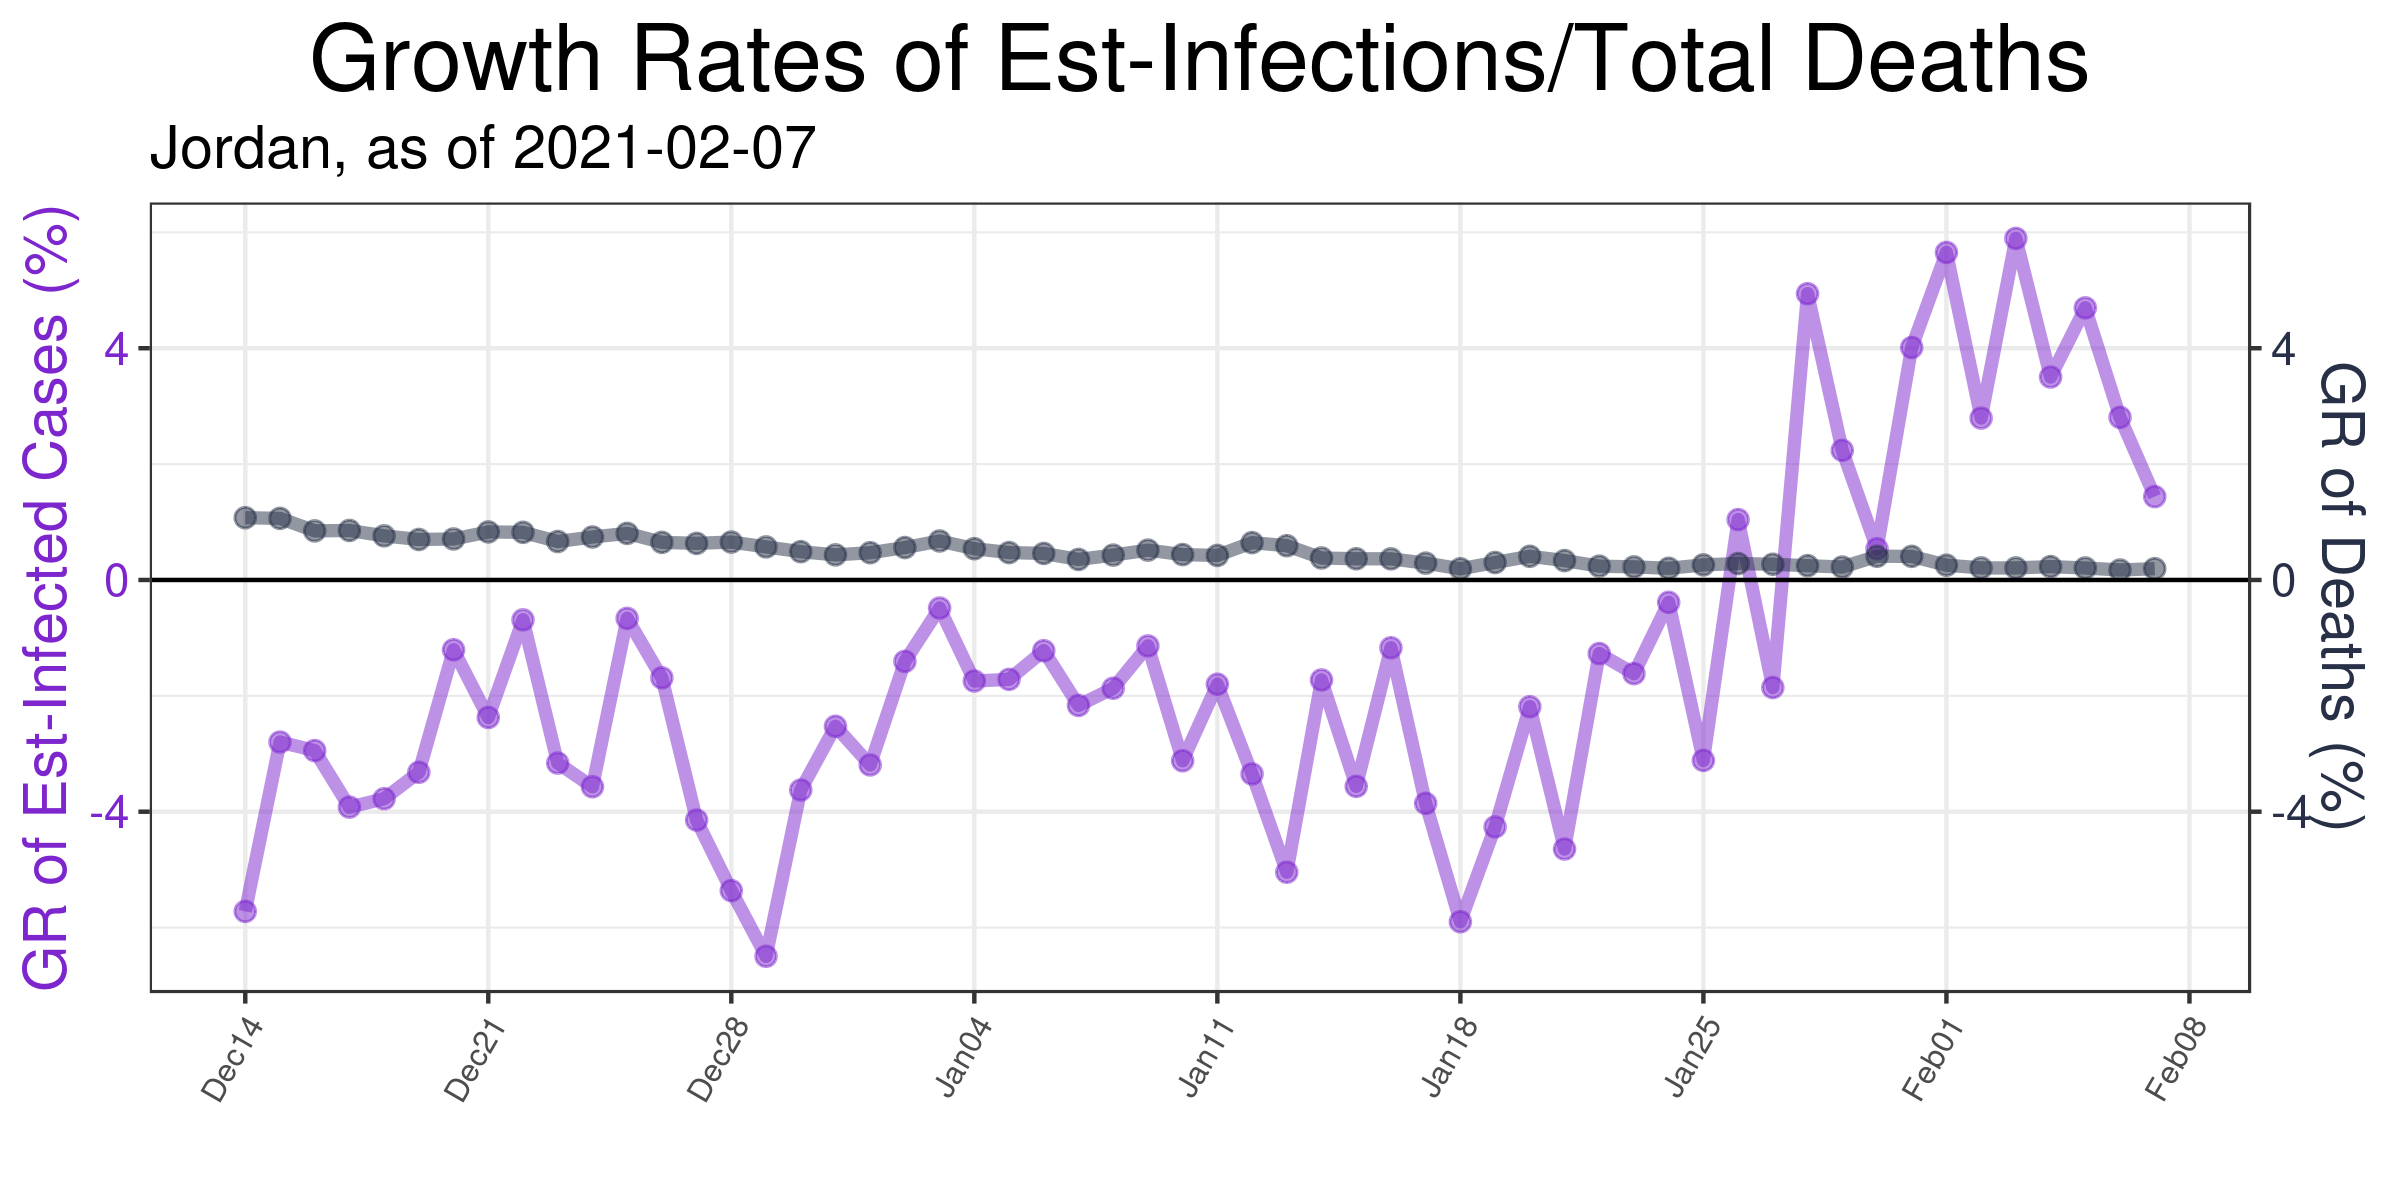 Growth Rates of Est-Infections/Total Deaths
Jordan, as of 2021-02-07
GR of Est-Infected Cases (%)
4
0
-4
4
0
-4
GR of Deaths (%)
Dec14
Dec21
Dec28
Jan04
Jan11
Jan18
Jan25
Feb01
Feb08